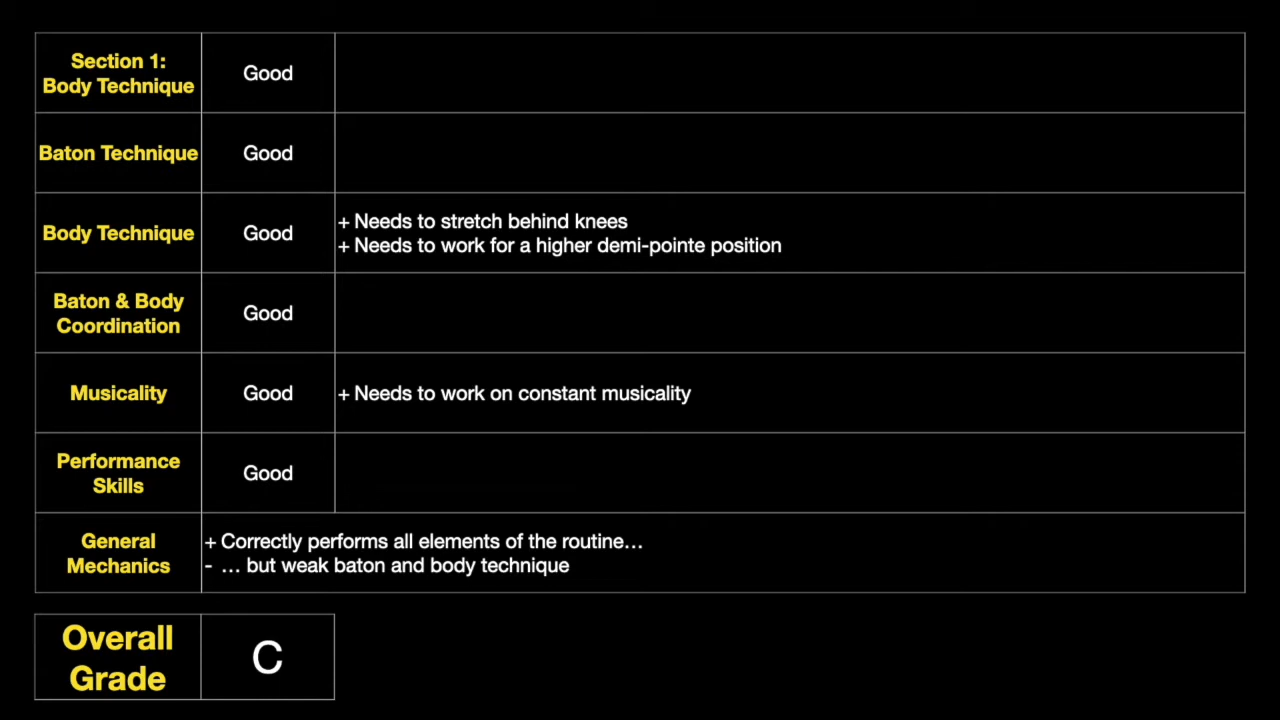 Section 1:
Body Technique
Good
Baton Technique
Good
Body Technique
Good
+ Needs to stretch behind knees
+ Needs to work for a higher demi-pointe position
Baton & Body
Coordination
Good
Musicality
Good
+ Needs to work on constant musicality
Performance
Skills
Good
General
Mechanics
+ Correctly performs all elements of the routine…
- … but weak baton and body technique
Overall
Grade
C